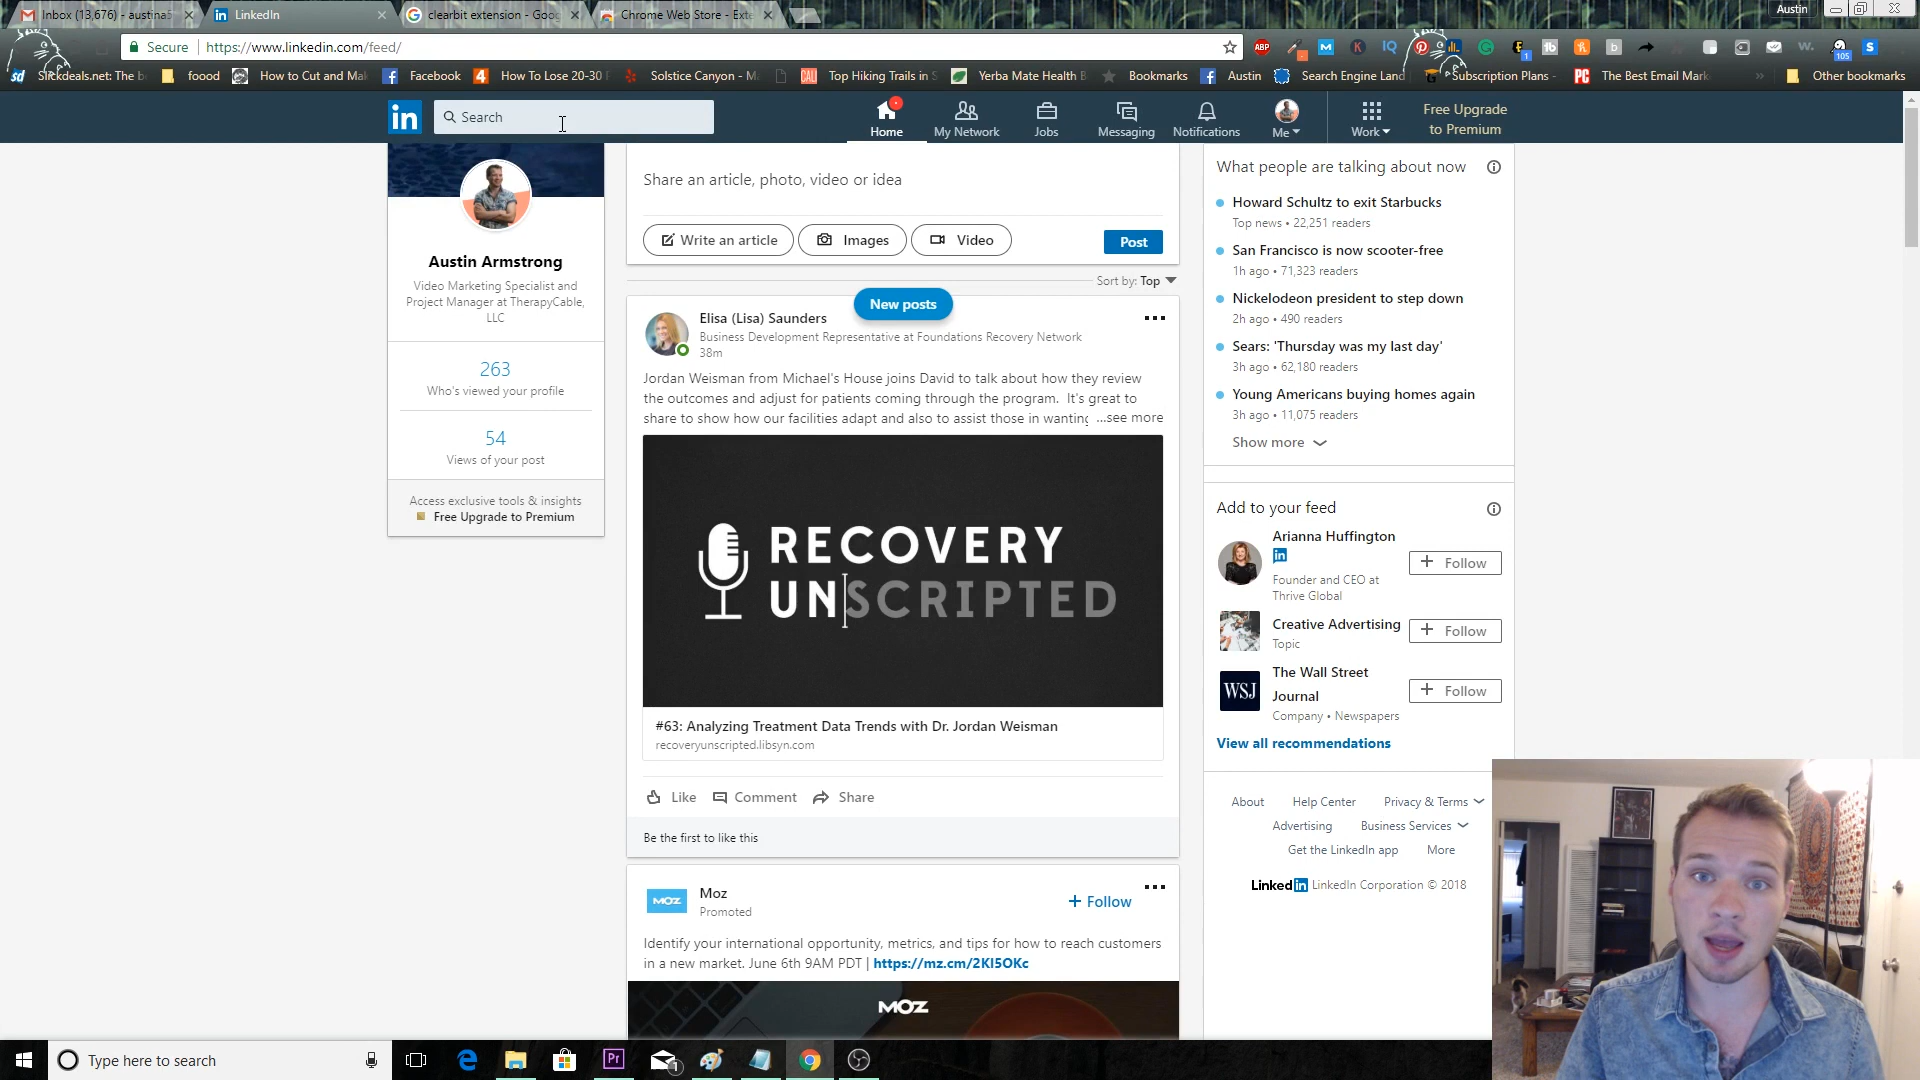 Inbox (13,676) - austina5
LinkedIn
clearbit extension - Goog
Chrome Web Store - Exte
Austin
Secure
https://www.linkedin.com/feed/
Slickdeals.net: The b
foood
How to Cut and Mak
Facebook
How To Lose 20-30 F
Solstice Canyon - M
Top Hiking Trails in S
Yerba Mate Health B
Bookmarks
Austin
Search Engine Land
Subscription Plans -
The Best Email Mark
Other bookmarks
in
Search
Home
My Network
Jobs
Messaging
Notifications
Me
Work
Free Upgrade
to Premium
Austin Armstrong
Video Marketing Specialist and
Project Manager at TherapyCable,
LLC
263
Who's viewed your profile
54
Views of your post
Access exclusive tools & insights
Free Upgrade to Premium
Share an article, photo, video or idea
Write an article
Images
Video
Post
Sort by: Top
New posts
Elisa (Lisa) Saunders
Business Development Representative at Foundations Recovery Network
38m
Jordan Weisman from Michael's House joins David to talk about how they review
the outcomes and adjust for patients coming through the program. It's great to
share to show how our facilities adapt and also to assist those in wanting ...see more
RECOVERY
UNSCRIPTED
#63: Analyzing Treatment Data Trends with Dr. Jordan Weisman
recoveryunscripted.libsyn.com
Like
Comment
Share
Be the first to like this
MOZ
Moz
Promoted
+ Follow
Identify your international opportunity, metrics, and tips for how to reach customers
in a new market. June 6th 9AM PDT | https://mz.cm/2KI5OKc
MOZ
What people are talking about now
Howard Schultz to exit Starbucks
Top news • 22,251 readers
San Francisco is now scooter-free
1h ago • 71,323 readers
Nickelodeon president to step down
2h ago • 490 readers
Sears: 'Thursday was my last day'
3h ago • 62,180 readers
Young Americans buying homes again
3h ago • 11,075 readers
Show more
Add to your feed
Arianna Huffington
in
Founder and CEO at
Thrive Global
+ Follow
Creative Advertising
Topic
+ Follow
WSJ
The Wall Street
Journal
Company • Newspapers
+ Follow
View all recommendations
About
Help Center
Privacy & Terms
Advertising
Business Services
Get the LinkedIn app
More
Linked in LinkedIn Corporation © 2018
Type here to search